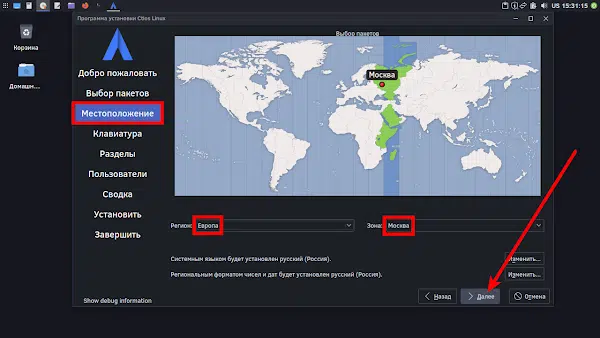 US 15:31:15
Программа установки Ctlos Linux
Корзина
Домашн...
Добро пожаловать
Выбор пакетов
Местоположение
Клавиатура
Разделы
Пользователи
Сводка
Установить
Завершить
Show debug information
Выбор пакетов
Москва
Регион: Европа
Зона: Москва
Системным языком будет установлен русский (Россия).
Изменить...
Региональным форматом чисел и дат будет установлен русский (Россия).
Изменить...
Назад
Далее
Отмена